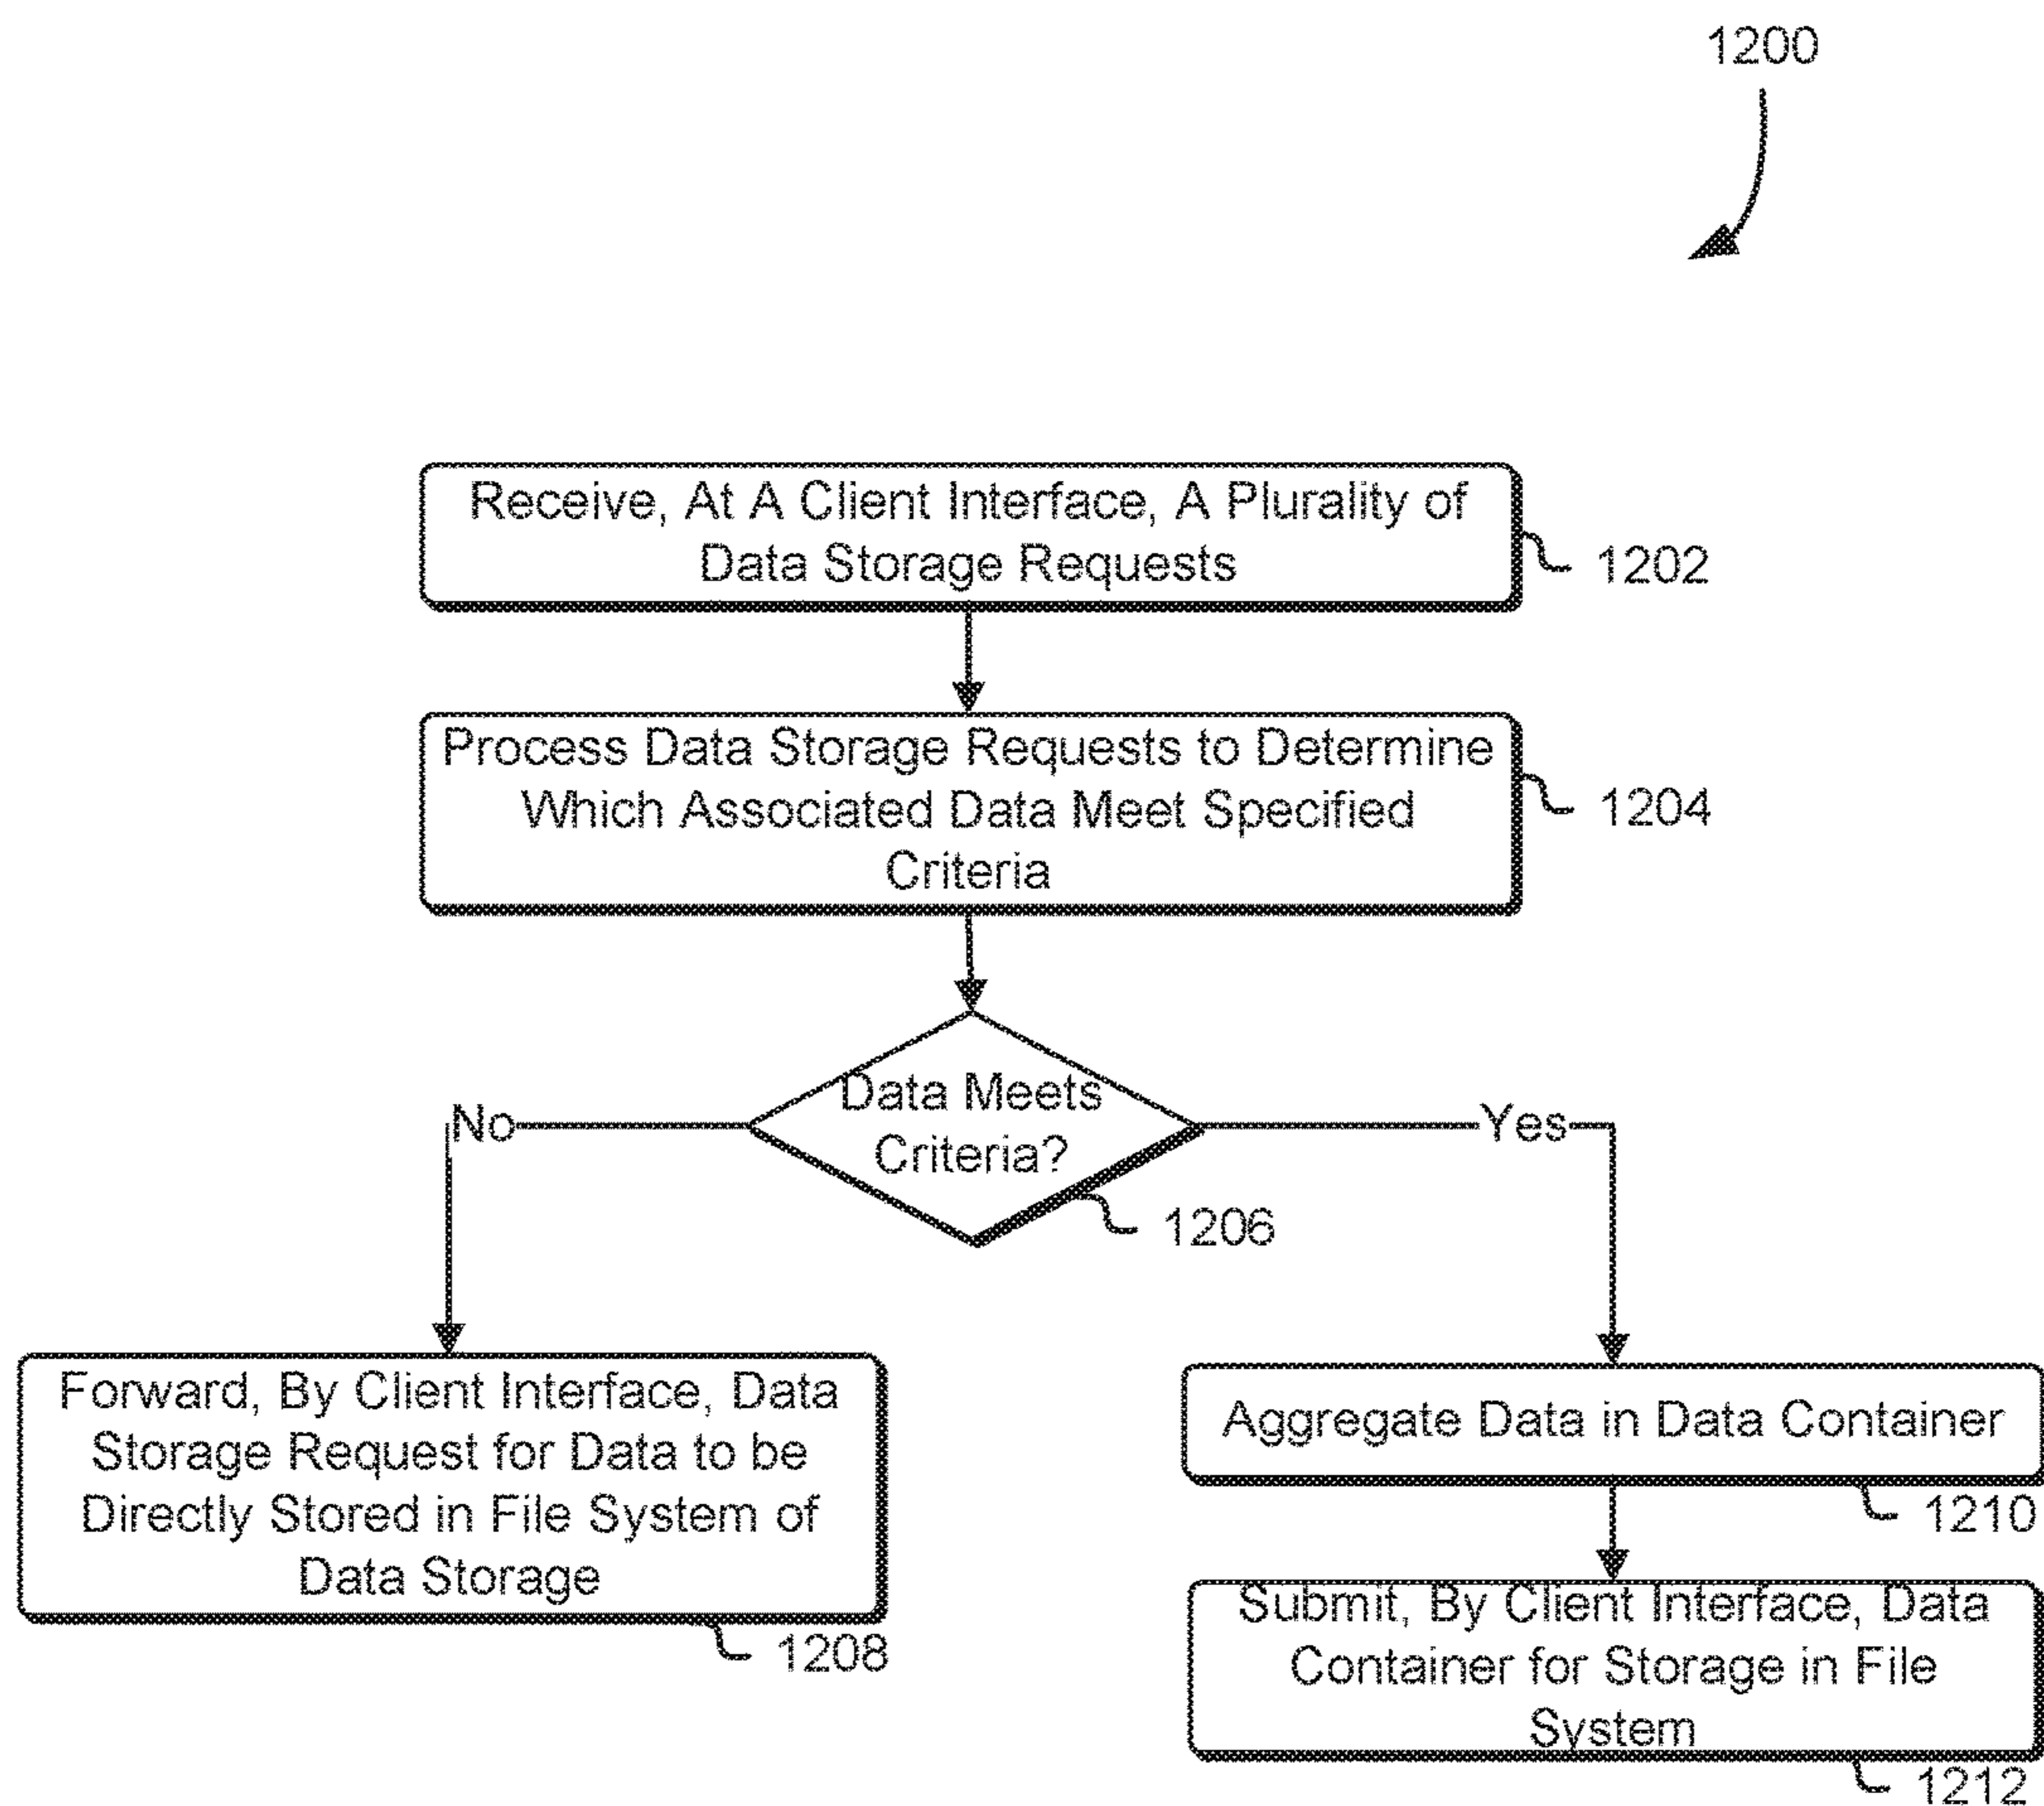 1200
Receive, At A Client Interface, A Plurality of
Data Storage Requests
1202
Process Data Storage Requests to Determine
Which Associated Data Meet Specified
Criteria
1204
Data Meets
Criteria?
1206
No
Yes
Forward, By Client Interface, Data
Storage Request for Data to be
Directly Stored in File System of
Data Storage
1208
Aggregate Data in Data Container
1210
Submit, By Client Interface, Data
Container for Storage in File
System
1212